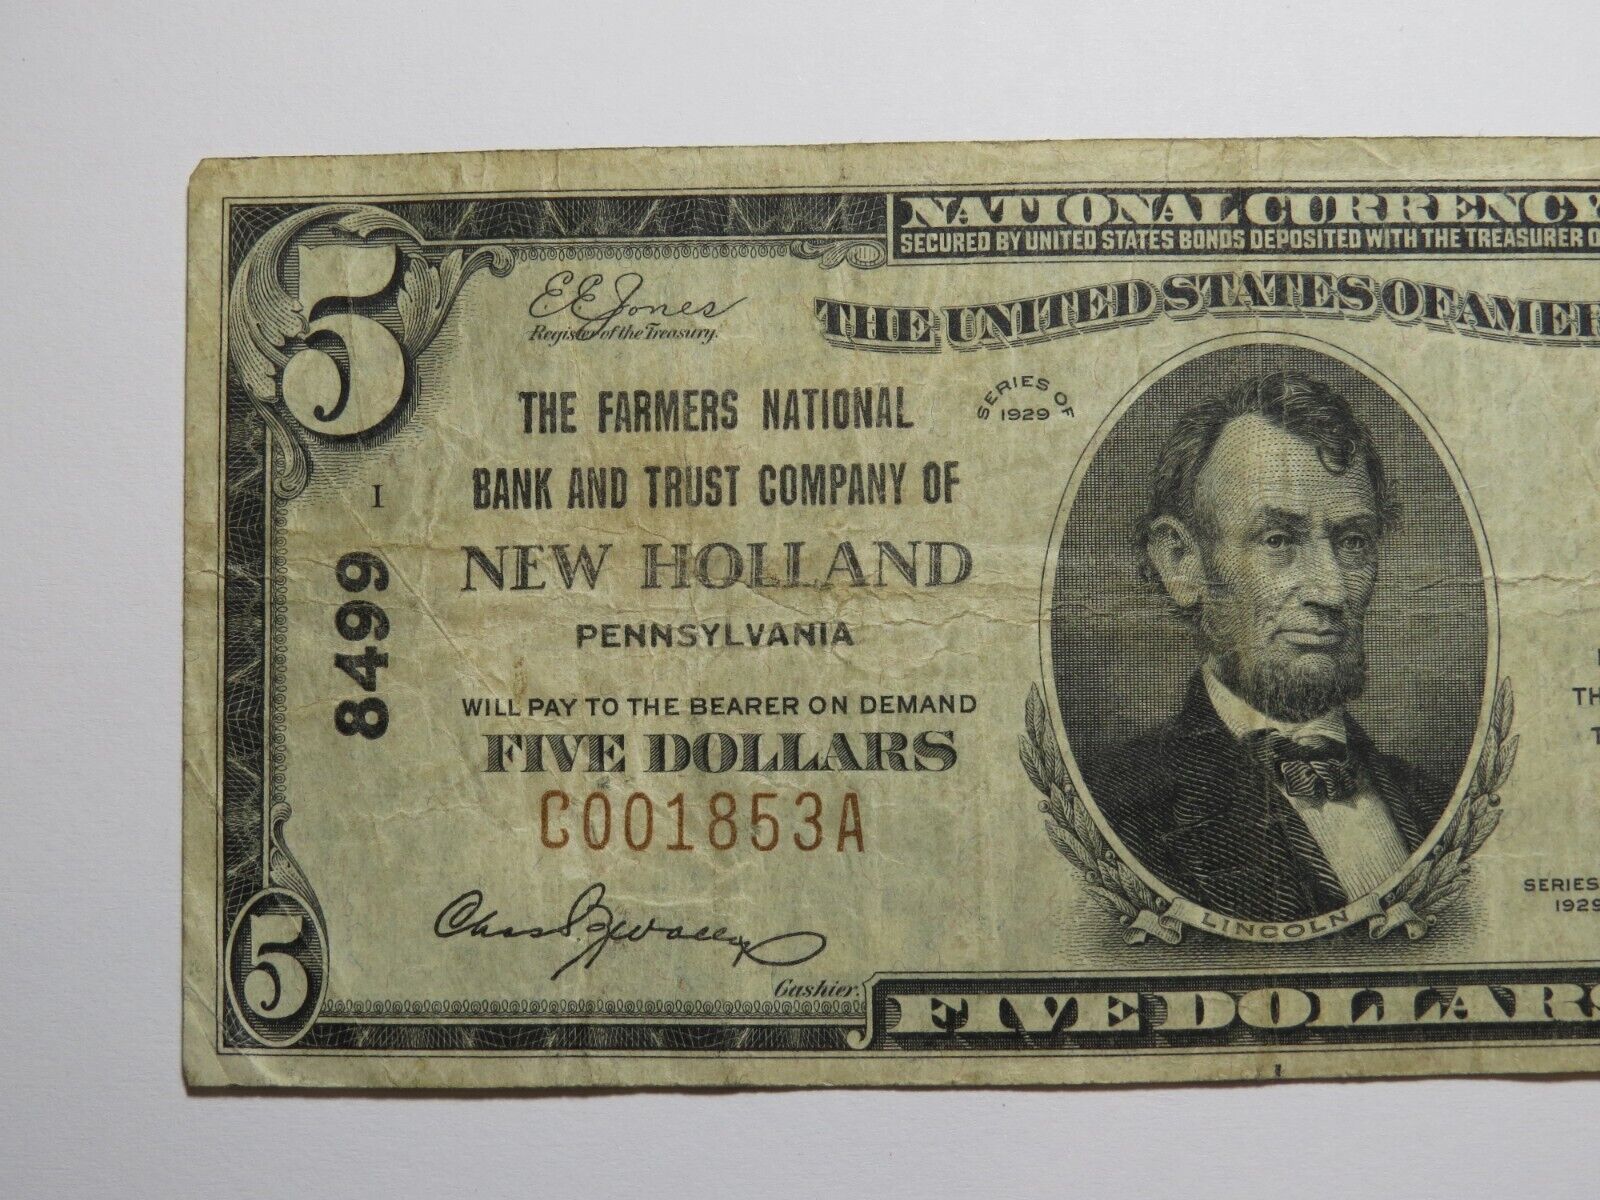 5
NATIONAL CURRENCY
SECURED BY UNITED STATES BONDS DEPOSITED WITH THE TREASURER O
E E Jones
Register of the Treasury.
THE UNITED STATES OF AMER
SERIES OF
1929
THE FARMERS NATIONAL
BANK AND TRUST COMPANY OF
I
NEW HOLLAND
8499
PENNSYLVANIA
WILL PAY TO THE BEARER ON DEMAND
TH
T
FIVE DOLLARS
C001853A
SERIES
1929
LINCOLN
Chas
Cashier.
5
FIVE DOLLARS